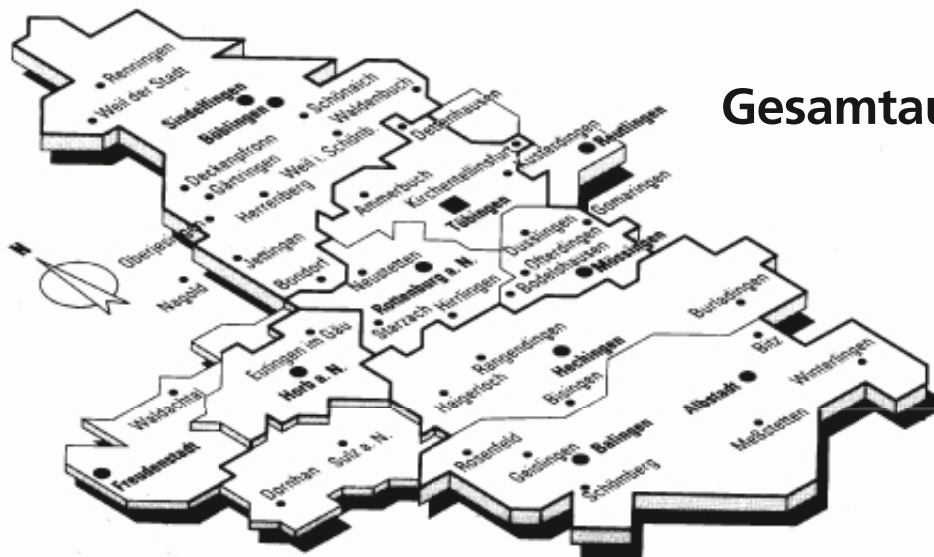 Renningen
Weil der Stadt
Sindelfingen
Böblingen
Schönaich
Waldenbuch
Dettenhausen
Gesamtau
Deckenpfronn
Gärtringen
Weil i. Schönb.
Herrenberg
Ammerbuch
Kirchentellinsfurt
Kusterdingen
Reutlingen
Gomaringen
Tübingen
Jettingen
Bondorf
Neustetten
Rottenburg a. N.
Dusslingen
Ofterdingen
Bodelshausen
Mössingen
N
Nagold
Starzach
Hirrlingen
Burladingen
Eutingen im Gäu
Horb a. N.
Rangendingen
Hechingen
Haigerloch
Bisingen
Bitz
Winterlingen
Albstadt
Waldachtal
Freudenstadt
Dornhan
Sulz a. N.
Rosenfeld
Geislingen
Balingen
Schömberg
Meßstetten